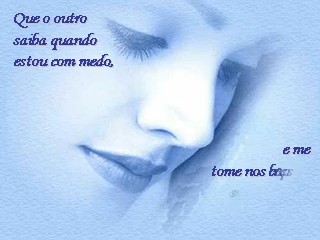 Que o outro
saiba quando
estou com medo,
e me
tome nos